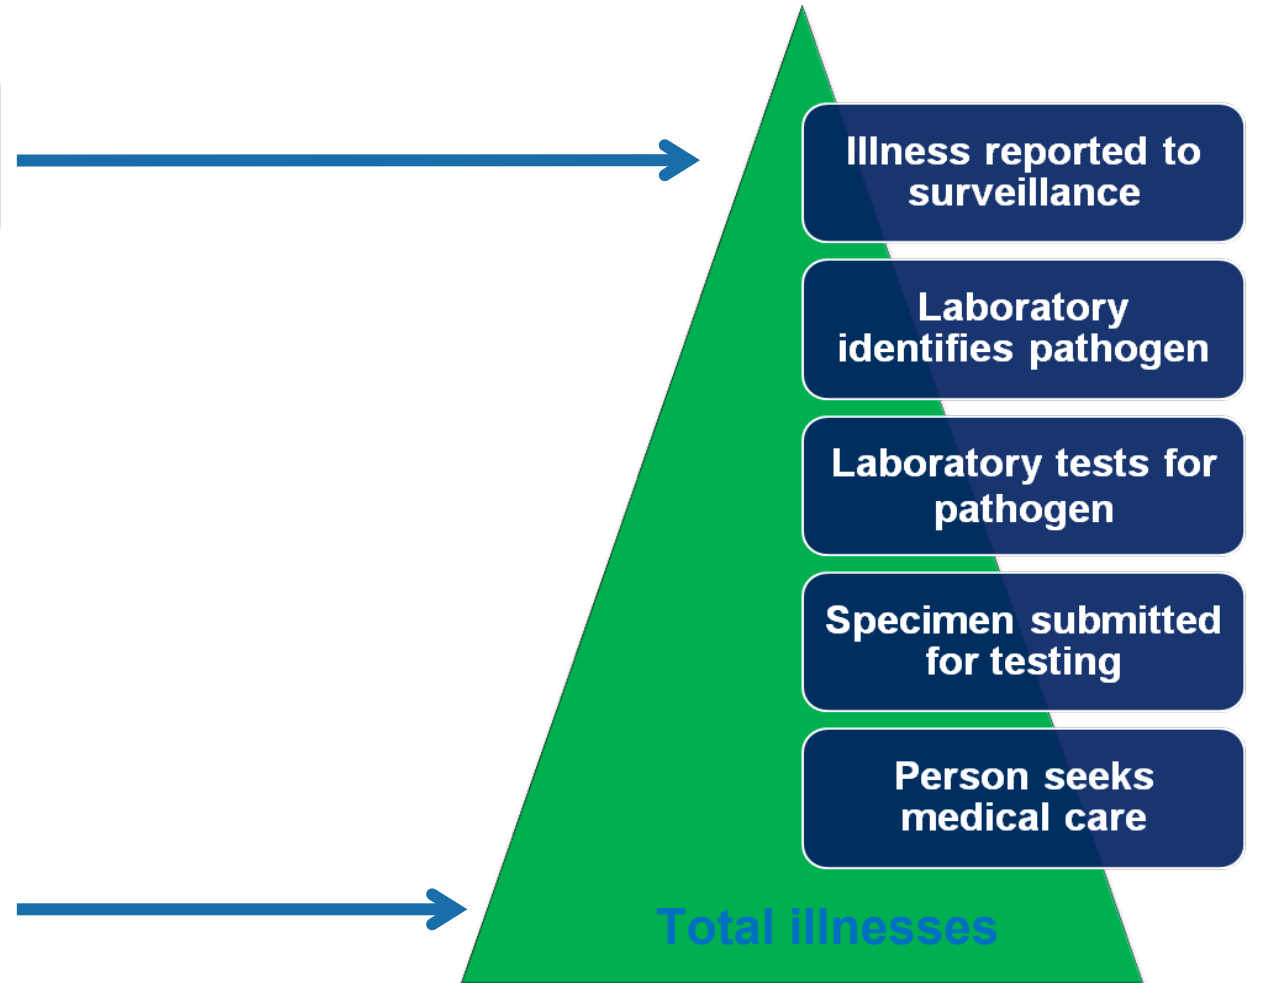 Illness reported to
surveillance
Laboratory
identifies pathogen
Laboratory tests for
pathogen
Specimen submitted
for testing
Person seeks
medical care
Total illnesses